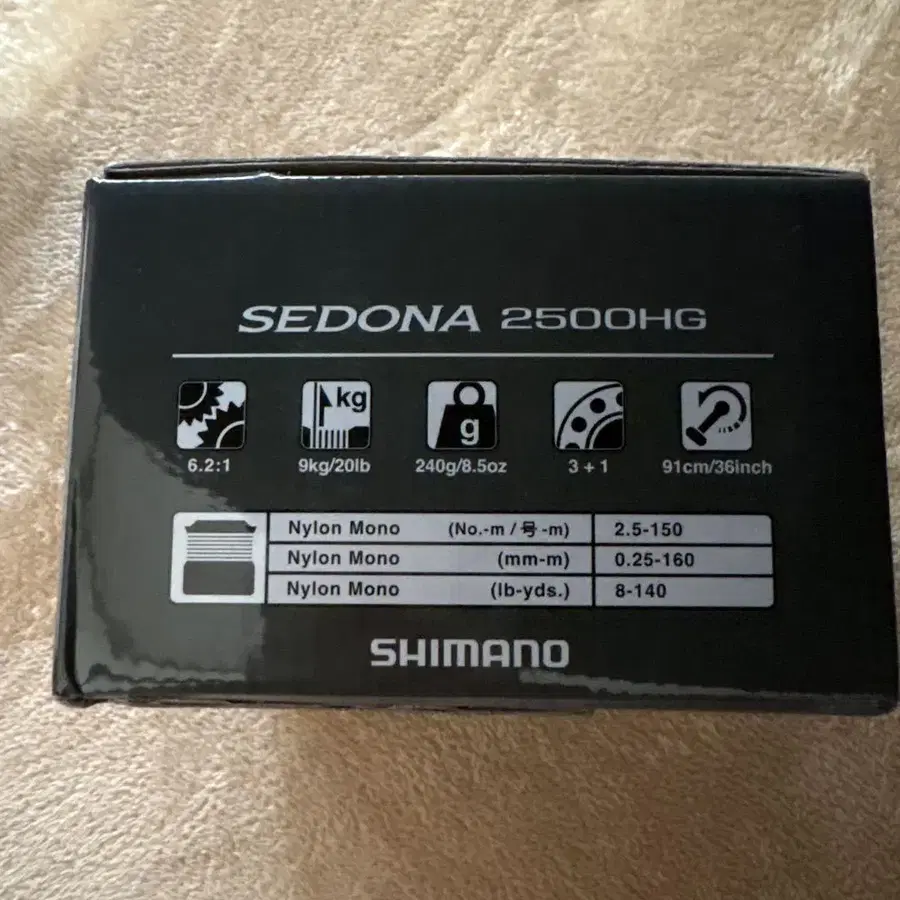 SEDONA 2500HG
kg
g
6.2:1 9kg/20lb 240g/8.5oz 3 + 1 91cm/36inch
Nylon Mono (No.-m /号 -m) 2.5-150
Nylon Mono (mm-m) 0.25-160
Nylon Mono (lb-yds.) 8-140
SHIMANO